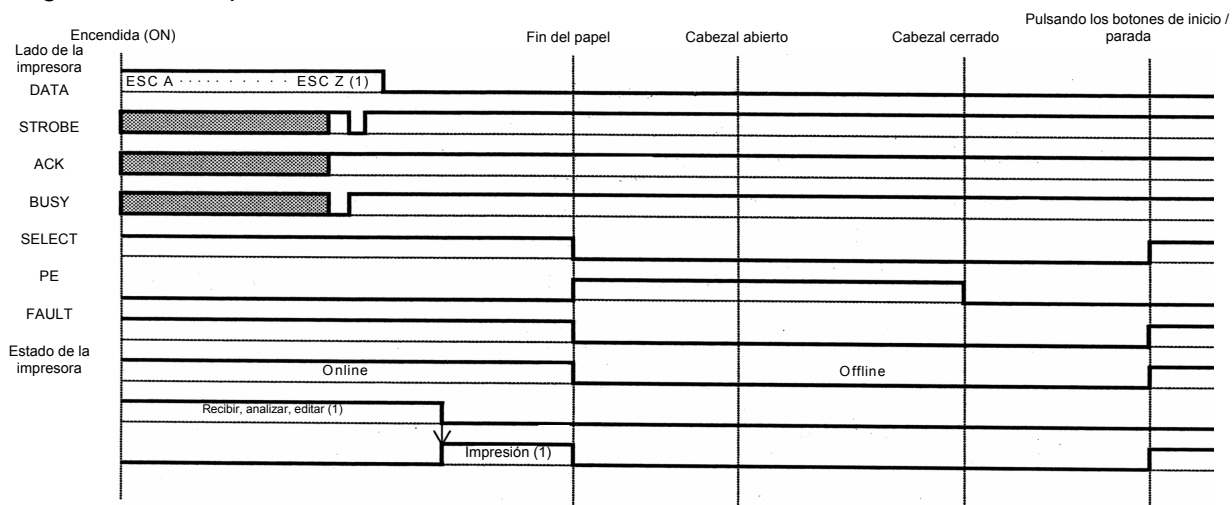 Pulsando los botones de inicio /
parada
Encendida (ON)
Fin del papel
Cabezal abierto
Cabezal cerrado
Lado de la
impresora
DATA
ESC A · · · · · · · · · · ESC Z (1)
STROBE
ACK
BUSY
SELECT
PE
FAULT
Estado de la
impresora
Online
Offline
Recibir, analizar, editar (1)
Impresión (1)